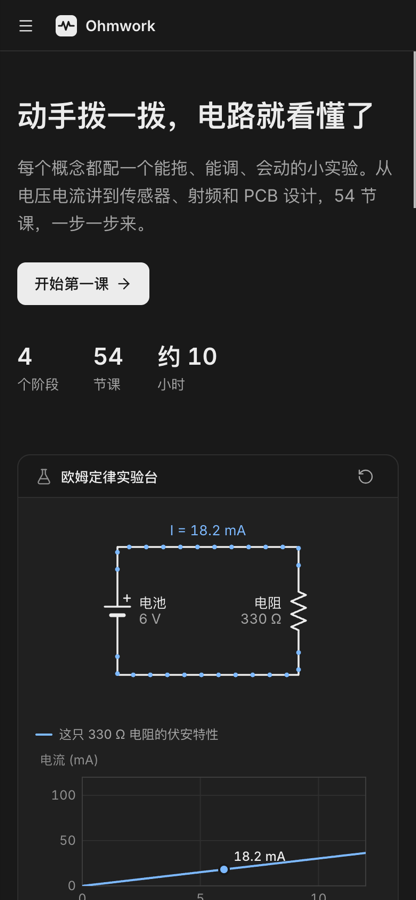 Ohmwork
动手拨一拨，电路就看懂了
每个概念都配一个能拖、能调、会动的小实验。从
电压电流讲到传感器、射频和 PCB 设计，54 节
课，一步一步来。
开始第一课 →
4
54
约 10
个阶段
节课
小时
欧姆定律实验台
I = 18.2 mA
+
电池
6 V
电阻
330 Ω
这只 330 Ω 电阻的伏安特性
电流 (mA)
100
50
18.2 mA
0
0
5
10